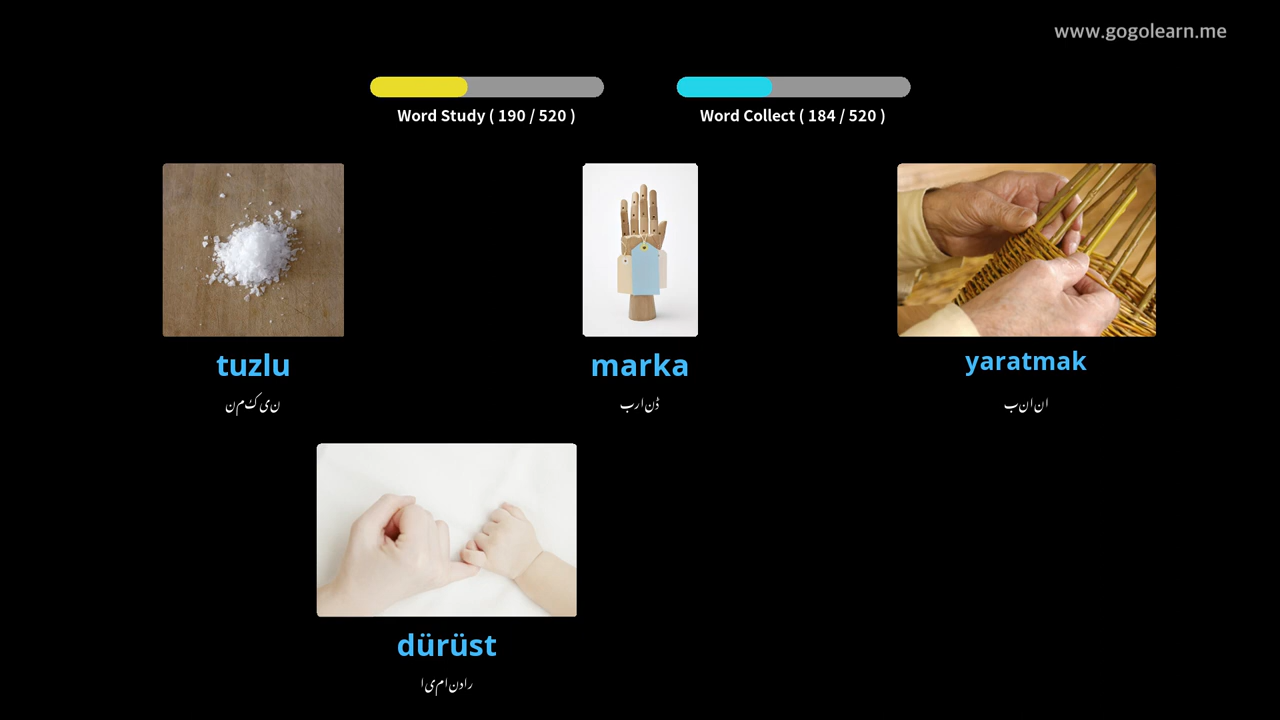 www.gogolearn.me
Word Study ( 190 / 520 )
Word Collect ( 184 / 520 )
tuzlu
نمکین
marka
برانڈ
yaratmak
بنانا
dürüst
ایماندار